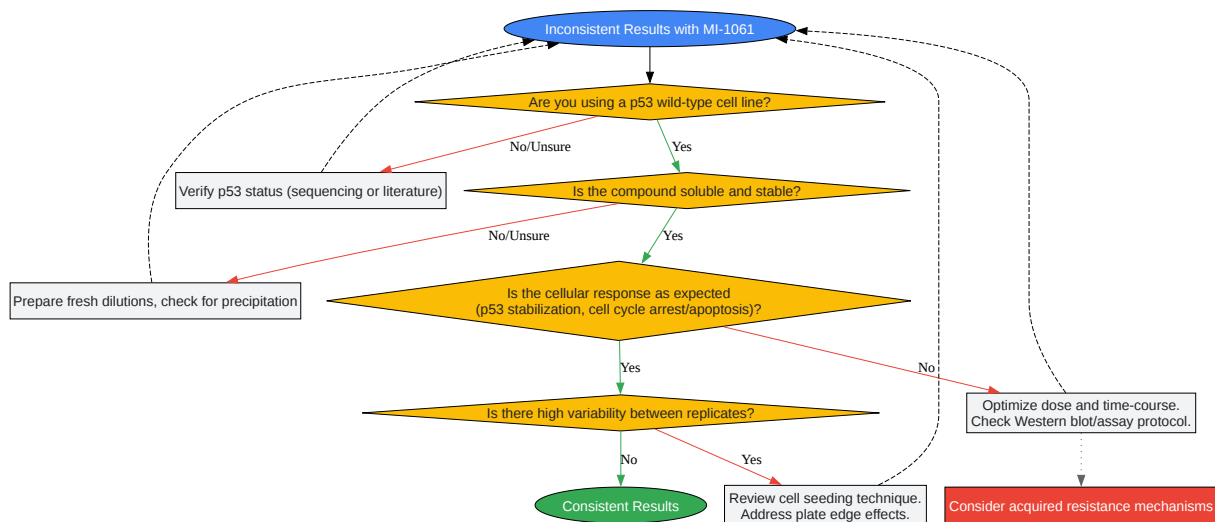 Inconsistent Results with MI-1061
Are you using a p53 wild-type cell line?
No/Unsure
Yes
Verify p53 status (sequencing or literature)
Is the compound soluble and stable?
No/Unsure
Yes
Prepare fresh dilutions, check for precipitation
Is the cellular response as expected
(p53 stabilization, cell cycle arrest/apoptosis)?
Yes
No
Is there high variability between replicates?
Optimize dose and time-course.
Check Western blot/assay protocol.
No
Yes
Consistent Results
Review cell seeding technique.
Address plate edge effects.
Consider acquired resistance mechanisms